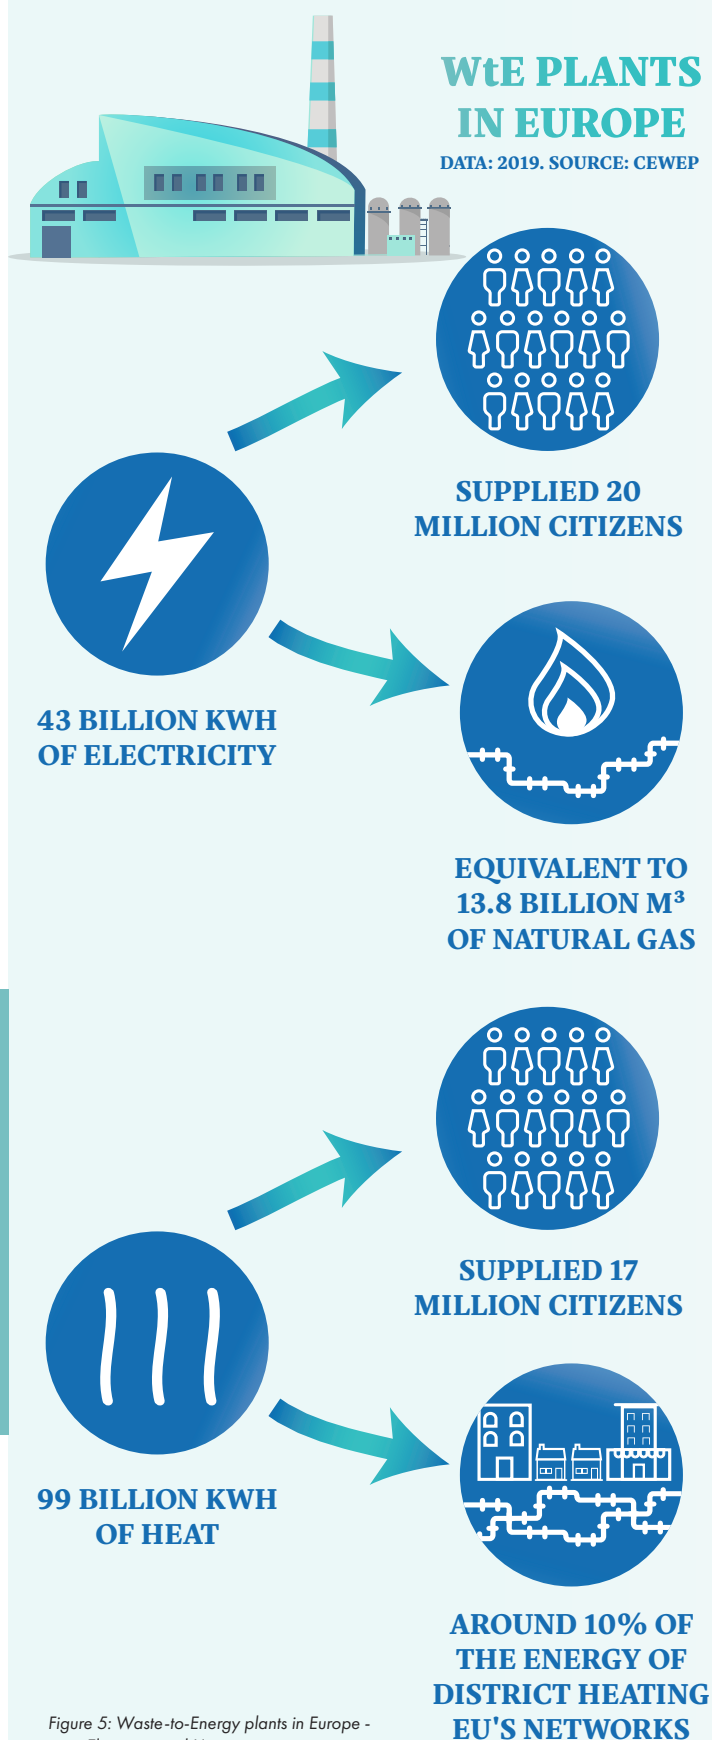 WtE PLANTS
IN EUROPE
DATA: 2019. SOURCE: CEWEP
SUPPLIED 20
MILLION CITIZENS
43 BILLION KWH
OF ELECTRICITY
EQUIVALENT TO
13.8 BILLION M³
OF NATURAL GAS
SUPPLIED 17
MILLION CITIZENS
99 BILLION KWH
OF HEAT
AROUND 10% OF
THE ENERGY OF
DISTRICT HEATING
EU'S NETWORKS
Figure 5: Waste-to-Energy plants in Europe -